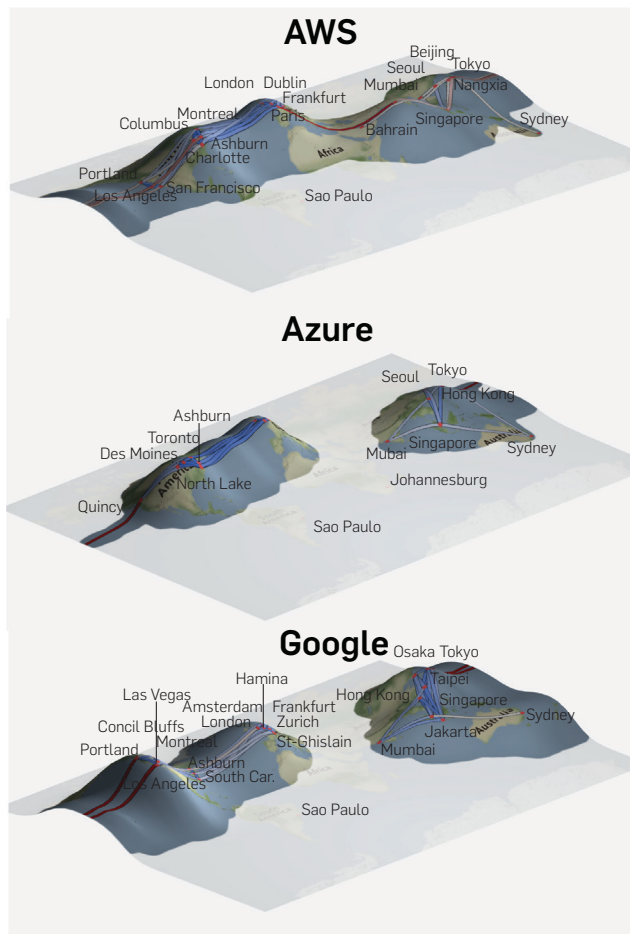 AWS
Beijing
Seoul
Tokyo
London
Dublin
Mumbai
Nangxia
Frankfurt
Montreal
Paris
Columbus
Singapore
Sydney
Bahrain
Ashburn
Charlotte
Africa
Portland
San Francisco
Los Angeles
Sao Paulo
Azure
Tokyo
Seoul
Hong Kong
Ashburn
Toronto
Singapore
Sydney
Des Moines
Mubai
America
North Lake
Johannesburg
Quincy
Sao Paulo
Google
Osaka Tokyo
Hamina
Taipei
Las Vegas
Hong Kong
Singapore
Amsterdam
Frankfurt
Concil Bluffs
London
Zurich
Sydney
Australia
Jakarta
Montreal
St-Ghislain
Portland
Mumbai
Ashburn
South Car.
Los Angeles
Sao Paulo